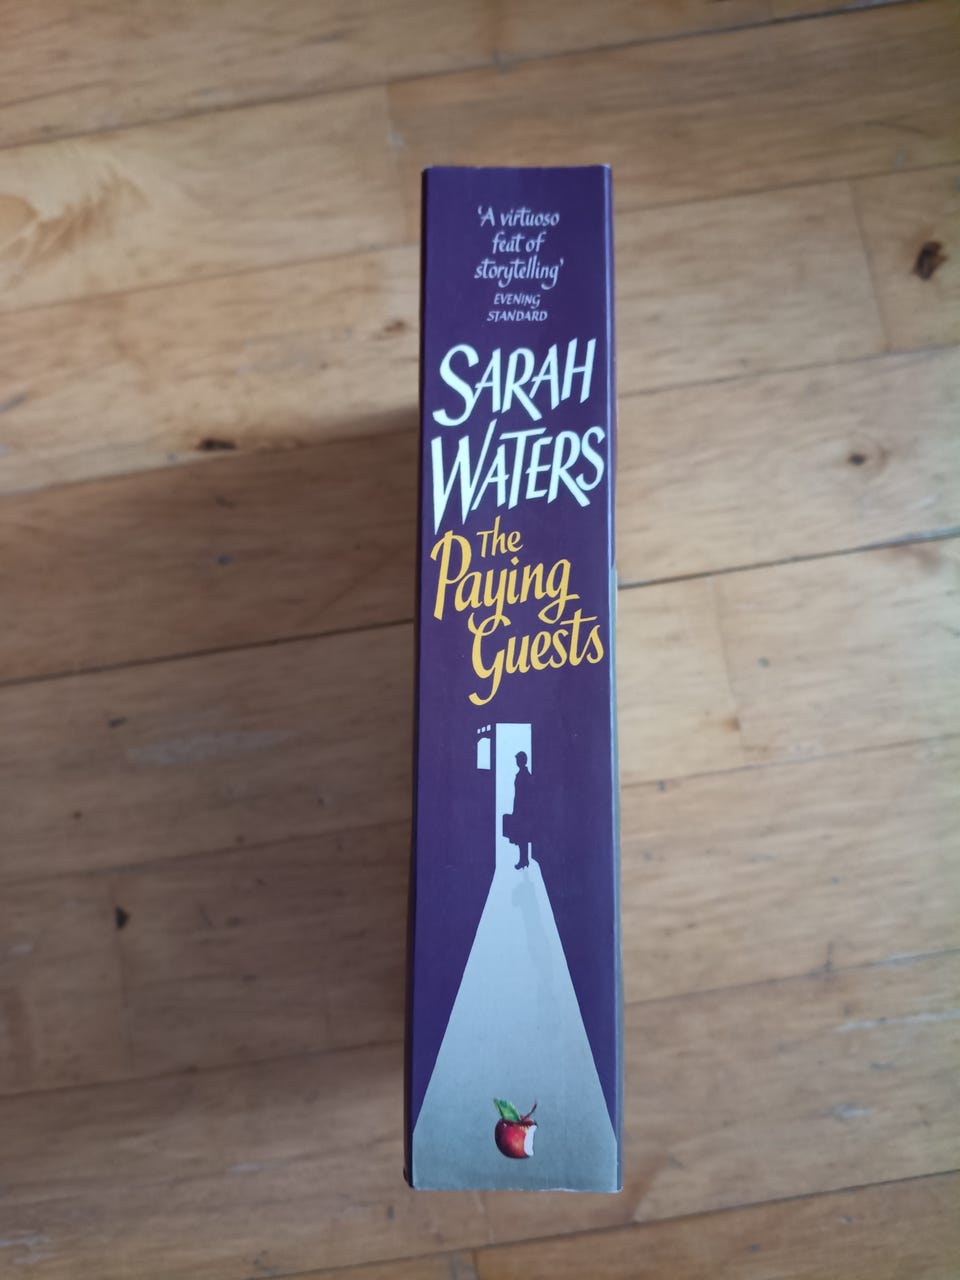 ‘A virtuoso
feat of
storytelling’
EVENING
STANDARD
SARAH
WATERS
The
Paying
Guests